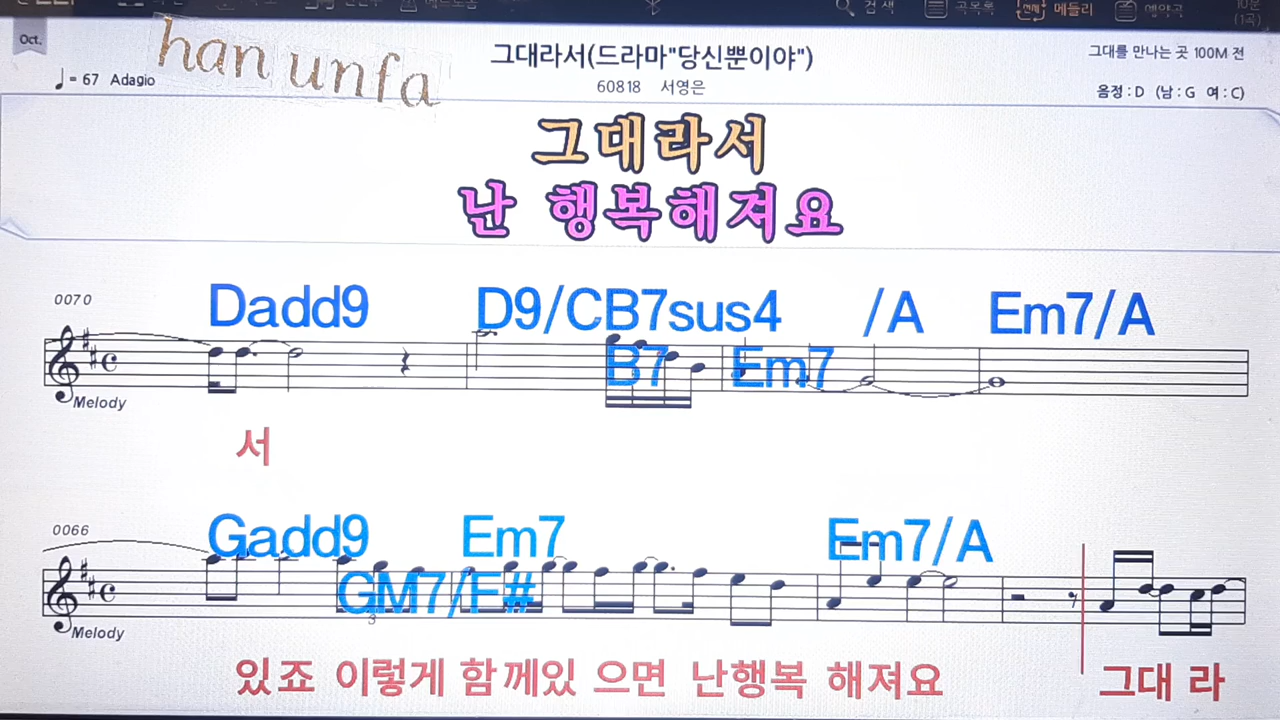 검색 곡목록 메들리 예약곡
Oct.
han unfa
= 67 Adagio
그대라서(드라마"당신뿐이야")
60818 서영은
그대를 만나는 곳 100M 전
음정 : D (남 : G 여 : C)
그대라서
난 행복해져요
0070
Dadd9 D9/C B7sus4 /A Em7/A
B7 Em7
Melody
서
0066
Gadd9 Em7 Em7/A
GM7/F#
3
Melody
있죠 이렇게 함께있 으면 난행복 해져요 그대 라